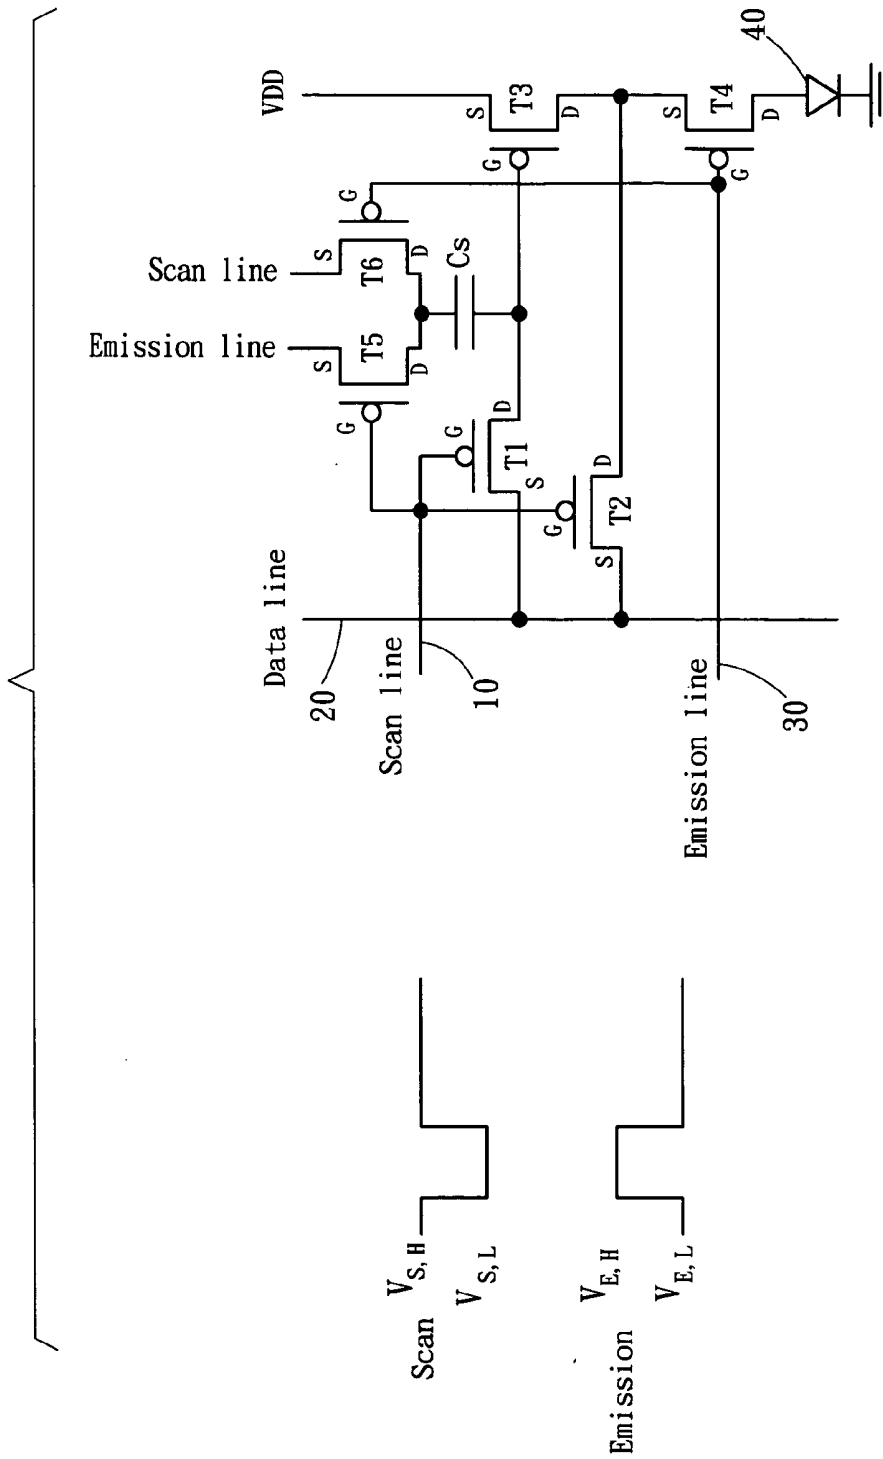 Scan
V S,H
V S,L
Emission
V E,H
V E,L
Emission line
Scan line
VDD
Data line
20
Scan line
10
Emission line
30
40
S
T5
D
G
S
T6
D
G
Cs
G
T1
S
D
G
T2
S
D
S
T3
D
G
S
T4
D
G